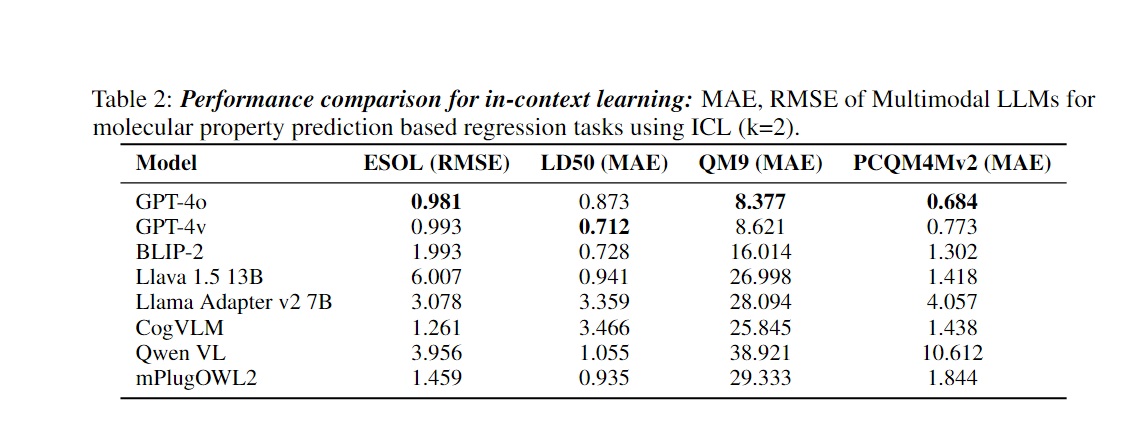 Table 2: Performance comparison for in-context learning: MAE, RMSE of Multimodal LLMs for
molecular property prediction based regression tasks using ICL (k=2).
Model ESOL (RMSE) LD50 (MAE) QM9 (MAE) PCQM4Mv2 (MAE)
GPT-4o 0.981 0.873 8.377 0.684
GPT-4v 0.993 0.712 8.621 0.773
BLIP-2 1.993 0.728 16.014 1.302
Llava 1.5 13B 6.007 0.941 26.998 1.418
Llama Adapter v2 7B 3.078 3.359 28.094 4.057
CogVLM 1.261 3.466 25.845 1.438
Qwen VL 3.956 1.055 38.921 10.612
mPlugOWL2 1.459 0.935 29.333 1.844